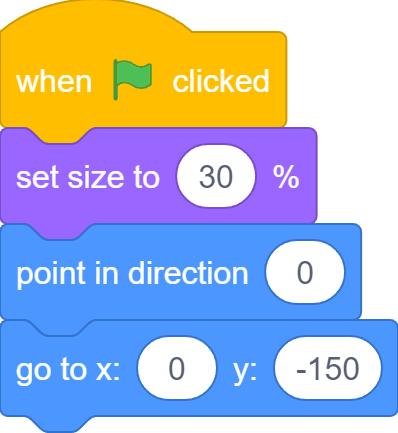 when clicked
set size to 30 %
point in direction 0
go to x: 0 y: -150